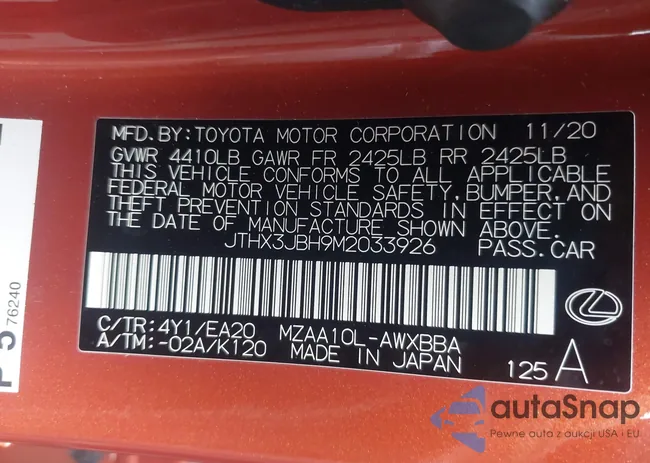 MFD.BY:TOYOTA MOTOR CORPORATION 11/20
GVWR 4410LB GAWR FR 2425LB RR 2425LB
THIS VEHICLE CONFORMS TO ALL APPLICABLE
FEDERAL MOTOR VEHICLE SAFETY,BUMPER,AND
THEFT PREVENTION STANDARDS IN EFFECT ON
THE DATE OF MANUFACTURE SHOWN ABOVE.
JTHX3JBH9M2033926 PASS.CAR
C/TR:4Y1/EA20 MZAA10L-AWXBBA
A/TM:-02A/K120 MADE IN JAPAN
125 A
76240
autaSnap
Pewne auta z aukcji USA i EU